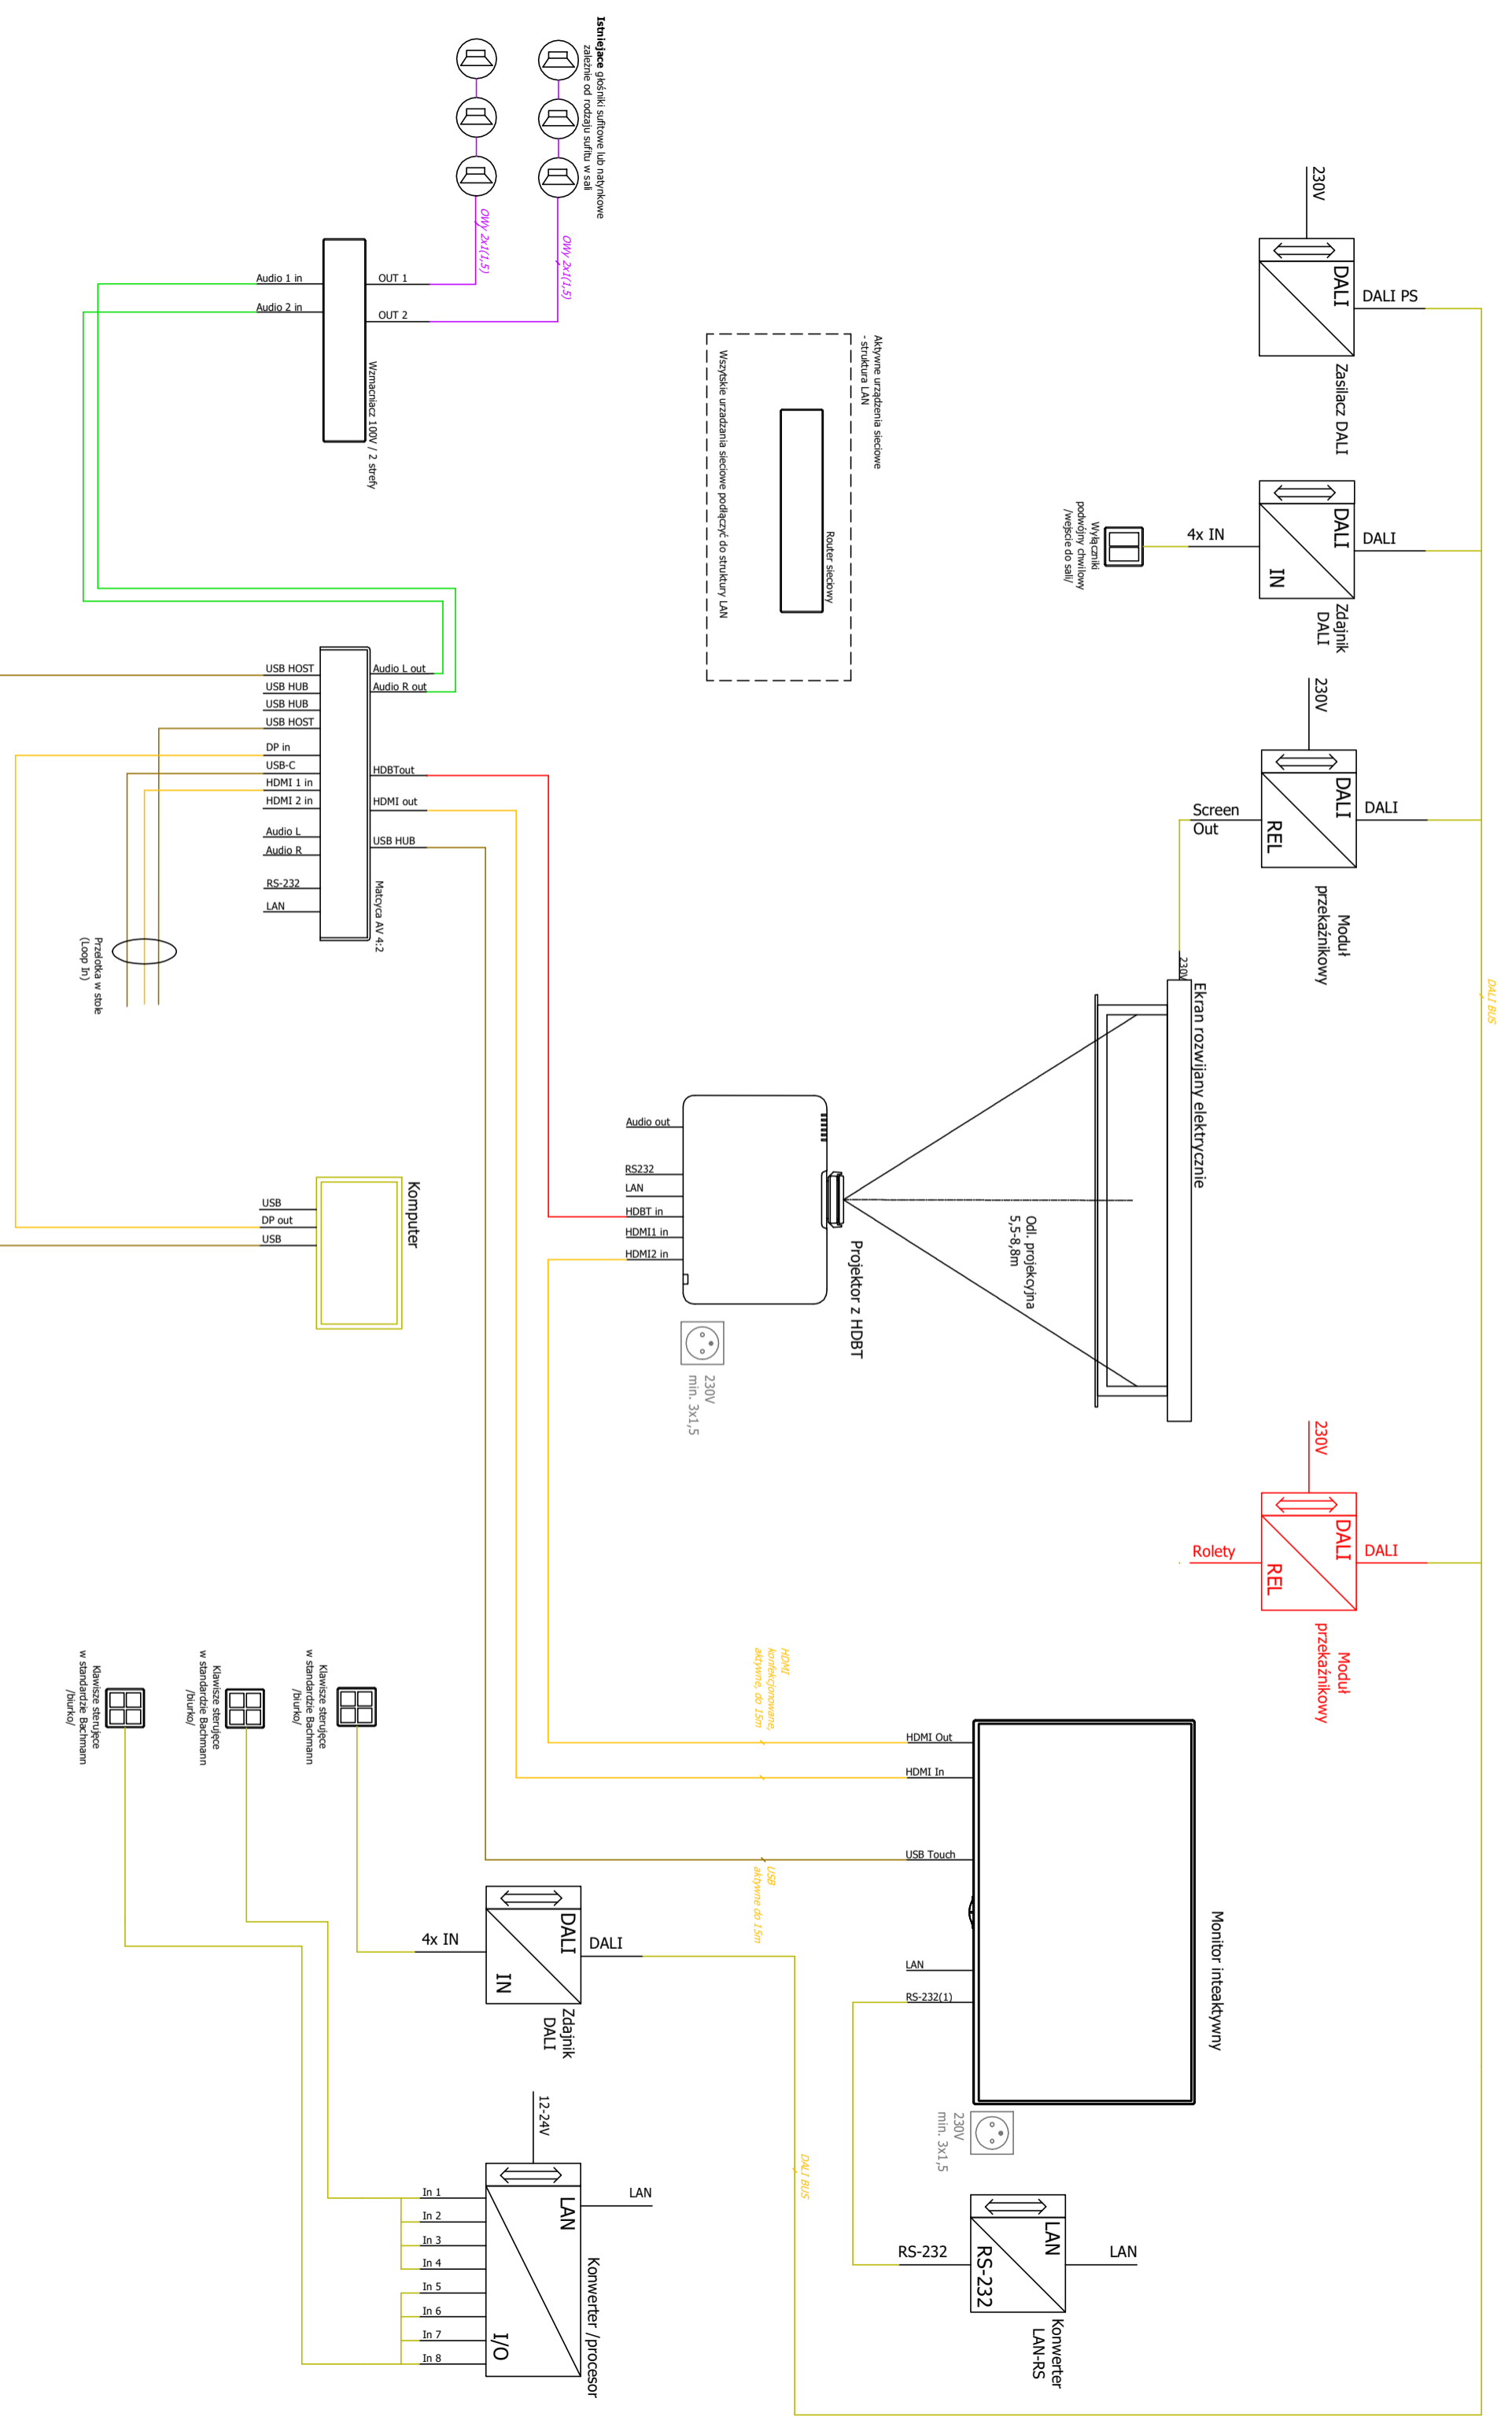 Istniejace głośniki sufitowe lub natynkowe
zależnie od rodzaju sufitu w sali
OWy 2x1(1,5)
OWy 2x1(1,5)
Audio 1 in
Audio 2 in
OUT 1
OUT 2
Wzmacniacz 100V / 2 strefy
Aktywne urządzenia sieciowe
- struktura LAN
Router sieciowy
Wszytskie urzadzania sieciowe podłączyć do struktury LAN
230V
DALI
DALI PS
Zasilacz DALI
DALI
IN
DALI
4x IN
Zdajnik
DALI
Wyłączniki
podwójny chwilowy
/wejscie do sali/
230V
DALI
REL
DALI
Screen
Out
Moduł
przekaźnikowy
DALI BUS
USB HOST
USB HUB
USB HUB
USB HOST
DP in
USB-C
HDMI 1 in
HDMI 2 in
Audio L
Audio R
RS-232
LAN
Audio L out
Audio R out
HDBTout
HDMI out
USB HUB
Matcyca AV 4:2
Przelotka w stole
(Loop In)
230V
Ekran rozwijany elektrycznie
Odl. projekcyjna
5,5-8,8m
Audio out
RS232
LAN
HDBT in
HDMI1 in
HDMI2 in
Projektor z HDBT
230V
min. 3x1,5
Komputer
USB
DP out
USB
230V
DALI
REL
DALI
Rolety
Moduł
przekaźnikowy
Klawisze sterujęce
w standardzie Bachmann
/biurko/
Klawisze sterujęce
w standardzie Bachmann
/biurko/
Klawisze sterujęce
w standardzie Bachmann
/biurko/
HDMI
konfekcjonowane,
aktywne, do 15m
USB
aktywne do 15m
HDMI Out
HDMI In
USB Touch
LAN
RS-232(1)
Monitor inteaktywny
230V
min. 3x1,5
4x IN
DALI
IN
DALI
Zdajnik
DALI
DALI BUS
12-24V
LAN
I/O
LAN
In 1
In 2
In 3
In 4
In 5
In 6
In 7
In 8
Konwerter /procesor
RS-232
LAN
RS-232
LAN
Konwerter
LAN-RS